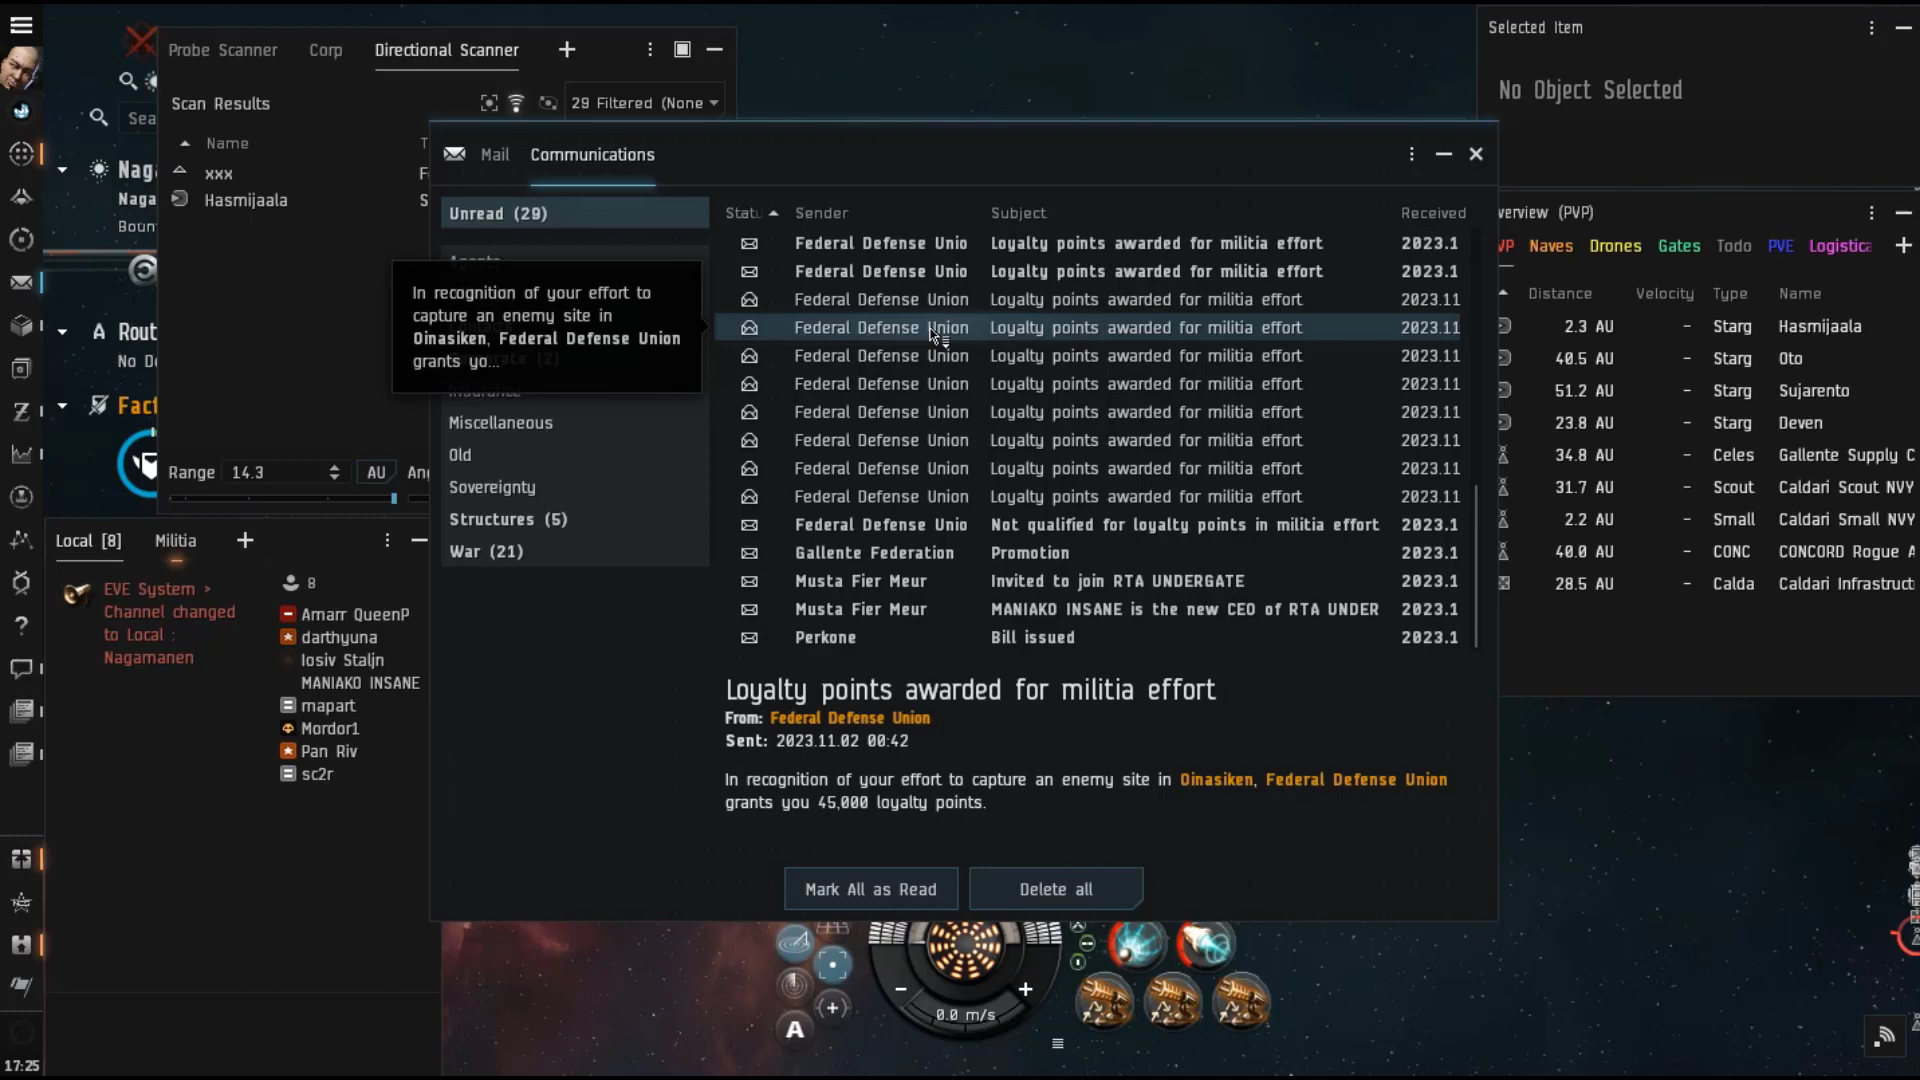 Probe Scanner Corp Directional Scanner
Scan Results
29 Filtered (None
Name
xxx
Hasmijaala
Range 14.3 AU
Sea
Naga
Naga
Boun
A Rout
No D
Fact
Local [8] Militia
EVE System >
Channel changed
to Local :
Nagamanen
8
Amarr QueenP
darthyuna
Iosiv Staljn
MANIAKO INSANE
mapart
Mordor1
Pan Riv
sc2r
17:25
Mail Communications
Unread (29)
Agents
Insurance
Miscellaneous
Old
Sovereignty
Structures (5)
War (21)
In recognition of your effort to
capture an enemy site in
Oinasiken, Federal Defense Union
grants yo...
Statu Sender Subject Received
Federal Defense Unio Loyalty points awarded for militia effort 2023.1
Federal Defense Unio Loyalty points awarded for militia effort 2023.1
Federal Defense Union Loyalty points awarded for militia effort 2023.11
Federal Defense Union Loyalty points awarded for militia effort 2023.11
Federal Defense Union Loyalty points awarded for militia effort 2023.11
Federal Defense Union Loyalty points awarded for militia effort 2023.11
Federal Defense Union Loyalty points awarded for militia effort 2023.11
Federal Defense Union Loyalty points awarded for militia effort 2023.11
Federal Defense Union Loyalty points awarded for militia effort 2023.11
Federal Defense Union Loyalty points awarded for militia effort 2023.11
Federal Defense Unio Not qualified for loyalty points in militia effort 2023.1
Gallente Federation Promotion 2023.1
Musta Fier Meur Invited to join RTA UNDERGATE 2023.1
Musta Fier Meur MANIAKO INSANE is the new CEO of RTA UNDER 2023.1
Perkone Bill issued 2023.1
Loyalty points awarded for militia effort
From: Federal Defense Union
Sent: 2023.11.02 00:42
In recognition of your effort to capture an enemy site in Oinasiken, Federal Defense Union
grants you 45,000 loyalty points.
Mark All as Read Delete all
0.0 m/s
A
Selected Item
No Object Selected
verview (PVP)
VP Naves Drones Gates Todo PVE Logistica
Distance Velocity Type Name
2.3 AU - Starg Hasmijaala
40.5 AU - Starg Oto
51.2 AU - Starg Sujarento
23.8 AU - Starg Deven
34.8 AU - Celes Gallente Supply C
31.7 AU - Scout Caldari Scout NVY
2.2 AU - Small Caldari Small NVY
40.0 AU - CONC CONCORD Rogue A
28.5 AU - Calda Caldari Infrastruct